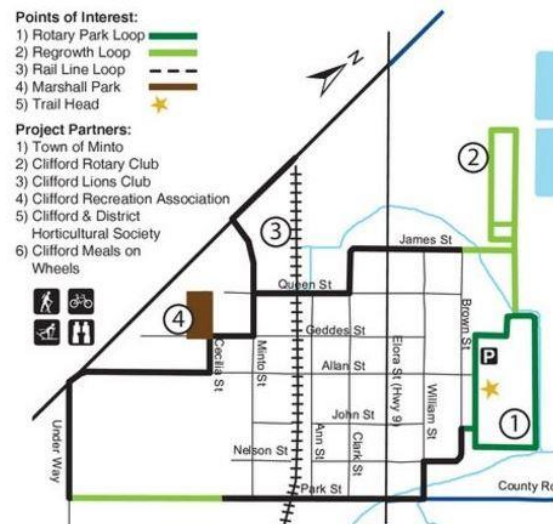 Points of Interest:
1) Rotary Park Loop
2) Regrowth Loop
3) Rail Line Loop
4) Marshall Park
5) Trail Head
Project Partners:
1) Town of Minto
2) Clifford Rotary Club
3) Clifford Lions Club
4) Clifford Recreation Association
5) Clifford & District
Horticultural Society
6) Clifford Meals on
Wheels
N
2
3
James St
Queen St
4
Geddes St
Brown St
Cecilia St
Minto St
Elora St (Hwy 9)
P
Allan St
William St
John St
1
Under Way
Ann St
Clark St
Nelson St
Park St
County Ro